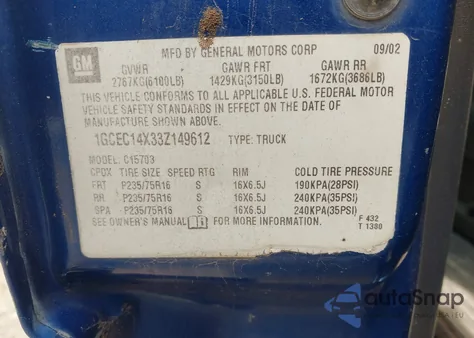 GM
MFD BY GENERAL MOTORS CORP 09/02
GVWR GAWR FRT GAWR RR
2767KG(6100LB) 1429KG(3150LB) 1672KG(3686LB)
THIS VEHICLE CONFORMS TO ALL APPLICABLE U.S. FEDERAL MOTOR
VEHICLE SAFETY STANDARDS IN EFFECT ON THE DATE OF
MANUFACTURE SHOWN ABOVE.
1GCEC14X33Z149612 TYPE: TRUCK
MODEL: C15703
TIRE SIZE SPEED RTG RIM COLD TIRE PRESSURE
FRT P235/75R16 S 16X6.5J 190KPA(28PSI)
RR P235/75R16 S 16X6.5J 240KPA(35PSI)
SPA P235/75R16 S 16X6.5J 240KPA(35PSI)
SEE OWNER'S MANUAL FOR MORE INFORMATION.
F 432
T 1380
autoSnap